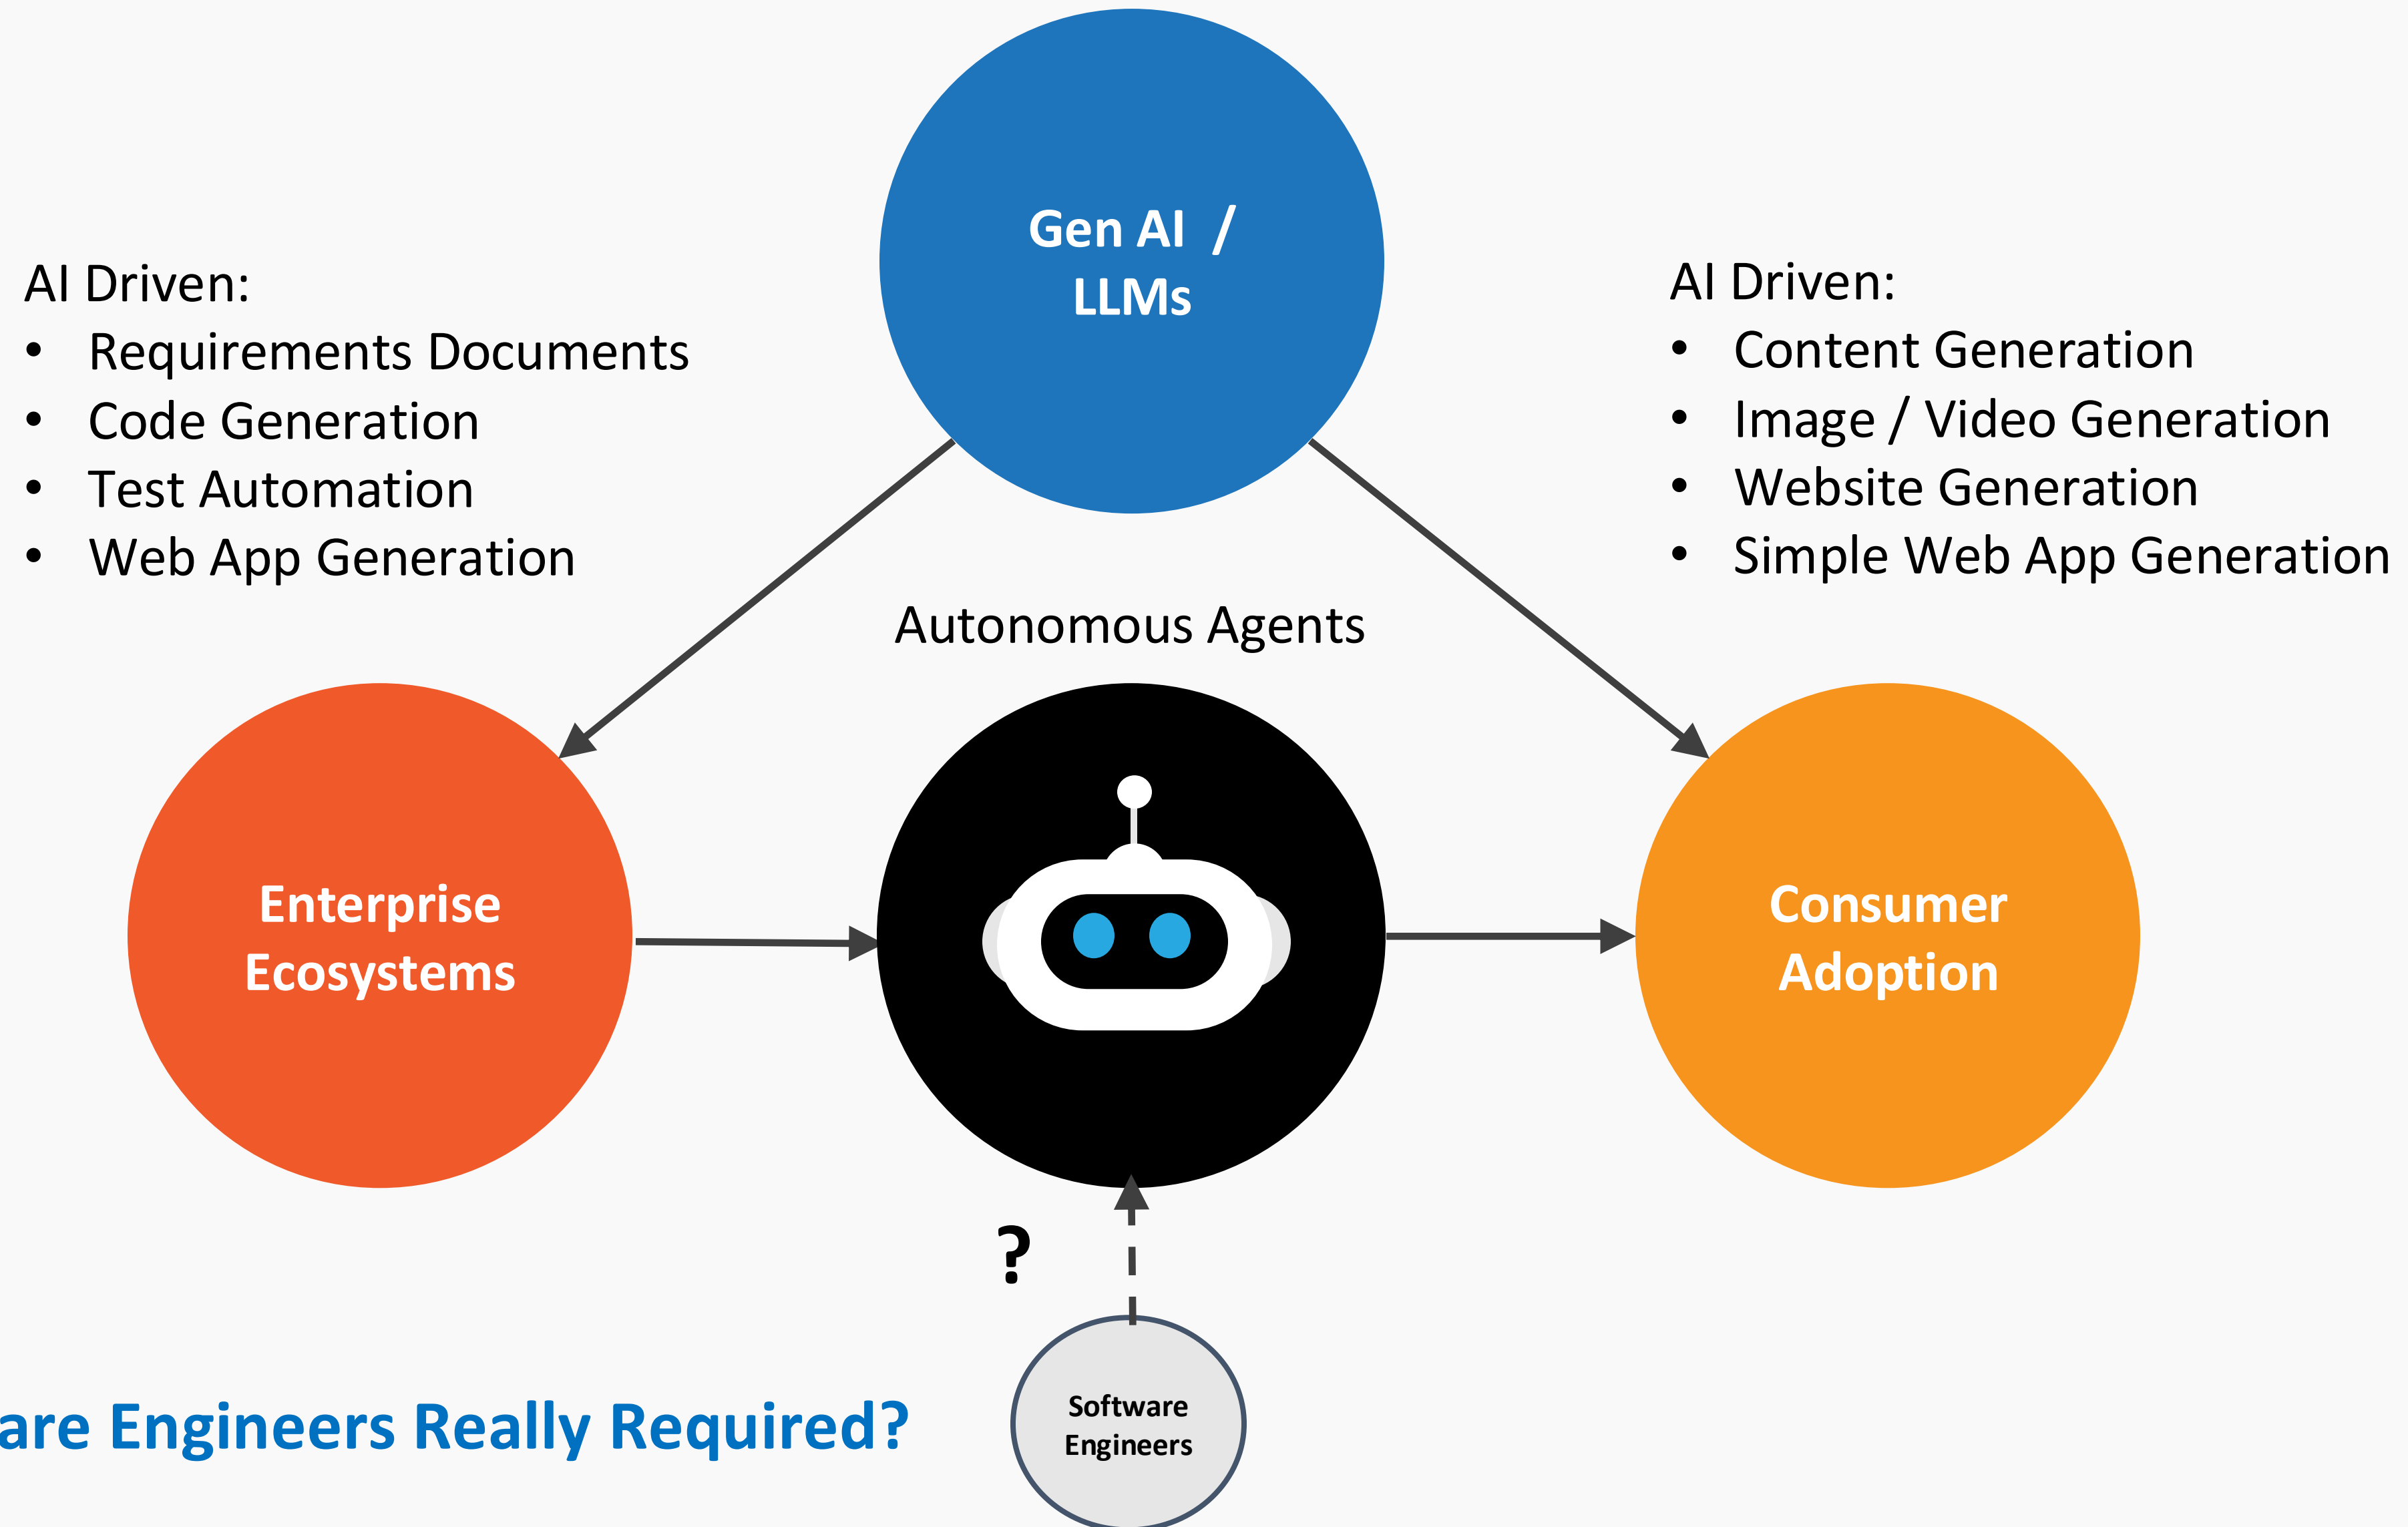 Gen AI /
LLMs
AI Driven:
• Requirements Documents
• Code Generation
• Test Automation
• Web App Generation
AI Driven:
• Content Generation
• Image / Video Generation
• Website Generation
• Simple Web App Generation
Autonomous Agents
Enterprise
Ecosystems
Consumer
Adoption
?
are Engineers Really Required?
Software
Engineers